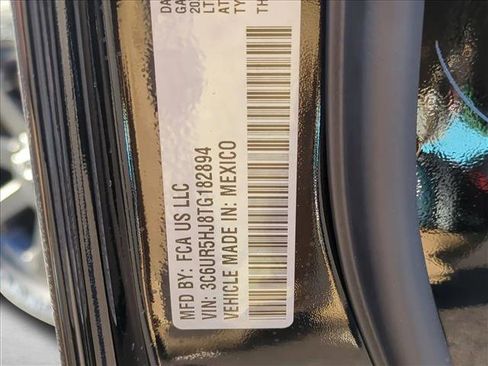 MFD BY: FCA US LLC
VIN: 3C6UR5HJ8TG182894
VEHICLE MADE IN: MEXICO